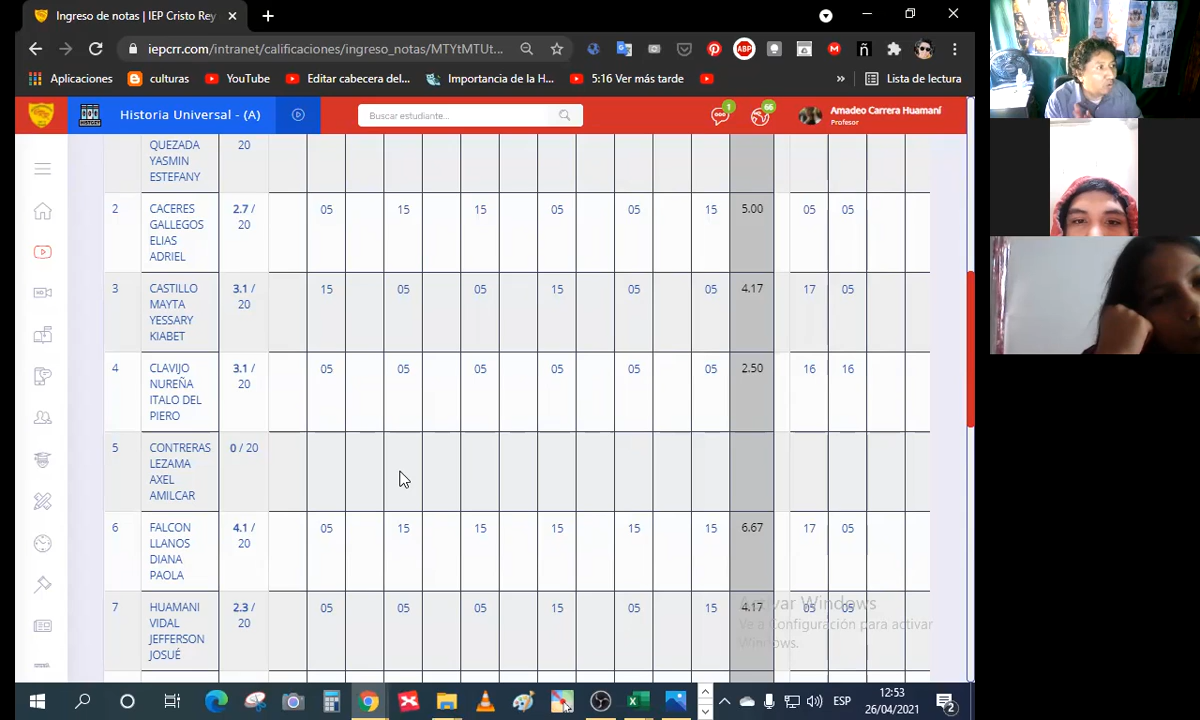 Ingreso de notas | IEP Cristo Rey
iepcrr.com/intranet/calificaciones/ingreso_notas/MTYtMTUt...
Aplicaciones culturas YouTube Editar cabecera del... Importancia de la H... 5:16 Ver más tarde » Lista de lectura
Historia Universal - (A) Buscar estudiante... 1 66 Amadeo Carrera Huamaní
Profesor
QUEZADA 20
YASMIN
ESTEFANY
2 CACERES 2.7 / 05 15 15 05 05 15 5.00 05 05
GALLEGOS 20
ELIAS
ADRIEL
3 CASTILLO 3.1 / 15 05 05 15 05 05 4.17 17 05
MAYTA 20
YESSARY
KIABET
4 CLAVIJO 3.1 / 05 05 05 05 05 05 2.50 16 16
NUREÑA 20
ITALO DEL
PIERO
5 CONTRERAS 0 / 20
LEZAMA
AXEL
AMILCAR
6 FALCON 4.1 / 05 15 15 15 15 15 6.67 17 05
LLANOS 20
DIANA
PAOLA
7 HUAMANI 2.3 / 05 05 05 15 05 15 4.17 05 05
VIDAL 20
JEFFERSON
JOSUÉ
Activar Windows
Ve a Configuración para activar
Windows.
ESP 12:53
26/04/2021 2